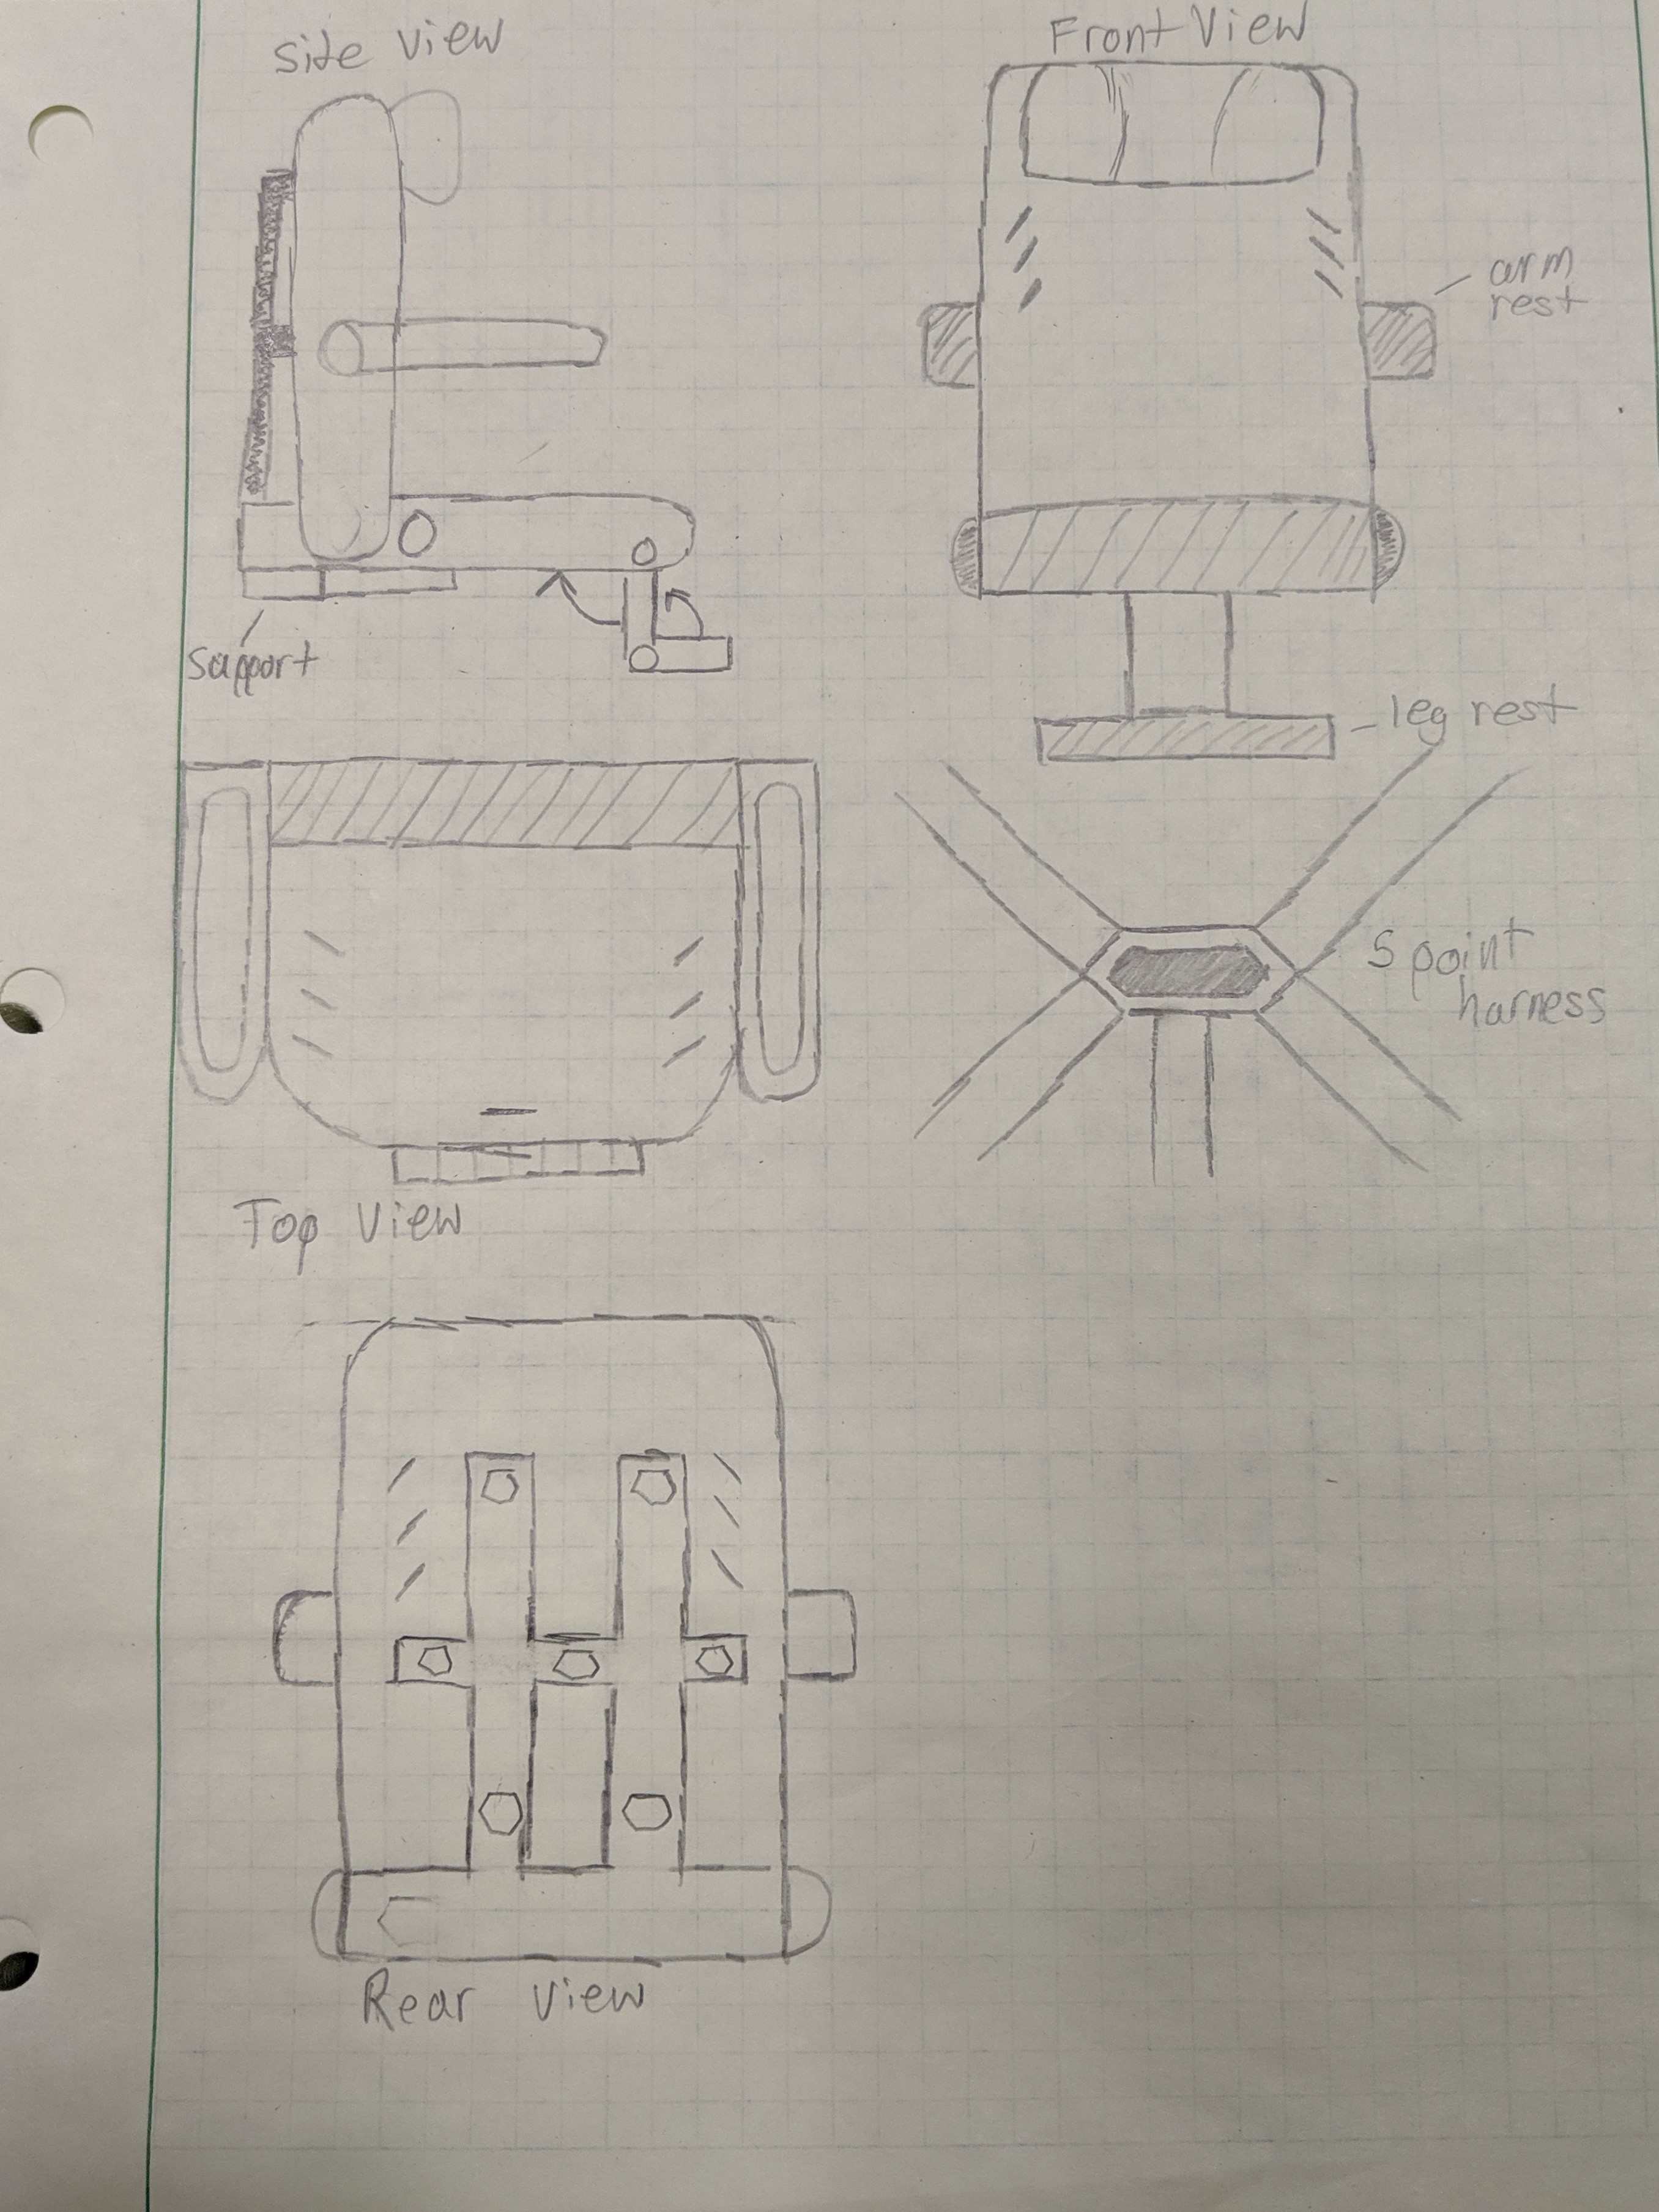 Side View
Front View
arm
rest
Support
leg rest
5 point
harness
Top View
Rear View